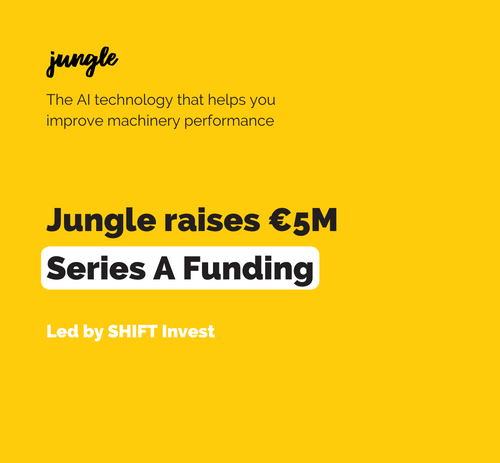 jungle
The AI technology that helps you
improve machinery performance
Jungle raises €5M
Series A Funding
Led by SHIFT Invest